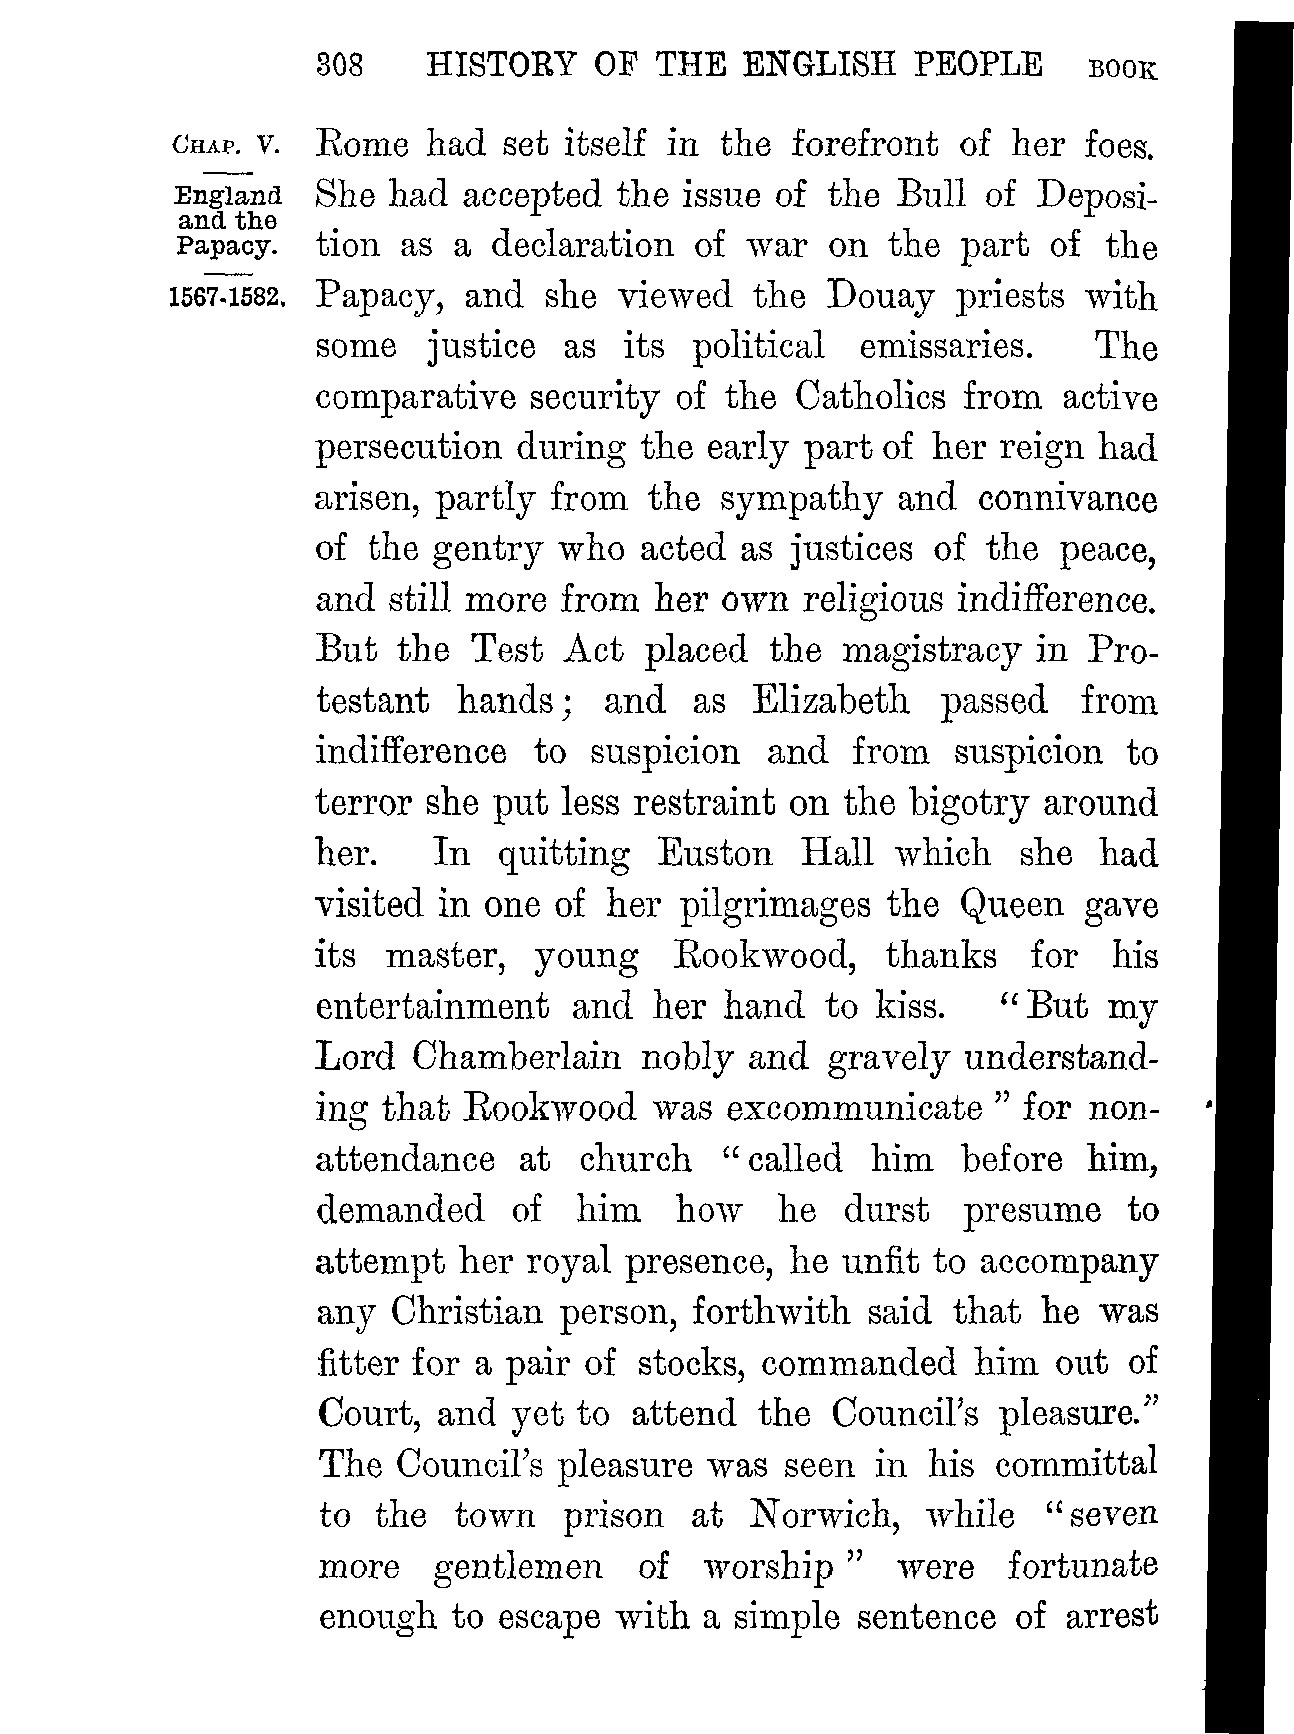 308 HISTORY OF THE ENGLISH PEOPLE BOOK
CHAP. V.
England
and the
Papacy.
1567-1582.
Rome had set itself in the forefront of her foes.
She had accepted the issue of the Bull of Deposi-
tion as a declaration of war on the part of the
Papacy, and she viewed the Douay priests with
some justice as its political emissaries. The
comparative security of the Catholics from active
persecution during the early part of her reign had
arisen, partly from the sympathy and connivance
of the gentry who acted as justices of the peace,
and still more from her own religious indifference.
But the Test Act placed the magistracy in Pro-
testant hands; and as Elizabeth passed from
indifference to suspicion and from suspicion to
terror she put less restraint on the bigotry around
her. In quitting Euston Hall which she had
visited in one of her pilgrimages the Queen gave
its master, young Rookwood, thanks for his
entertainment and her hand to kiss. "But my
Lord Chamberlain nobly and gravely understand-
ing that Rookwood was excommunicate" for non-
attendance at church "called him before him,
demanded of him how he durst presume to
attempt her royal presence, he unfit to accompany
any Christian person, forthwith said that he was
fitter for a pair of stocks, commanded him out of
Court, and yet to attend the Council's pleasure."
The Council's pleasure was seen in his committal
to the town prison at Norwich, while "seven
more gentlemen of worship" were fortunate
enough to escape with a simple sentence of arrest